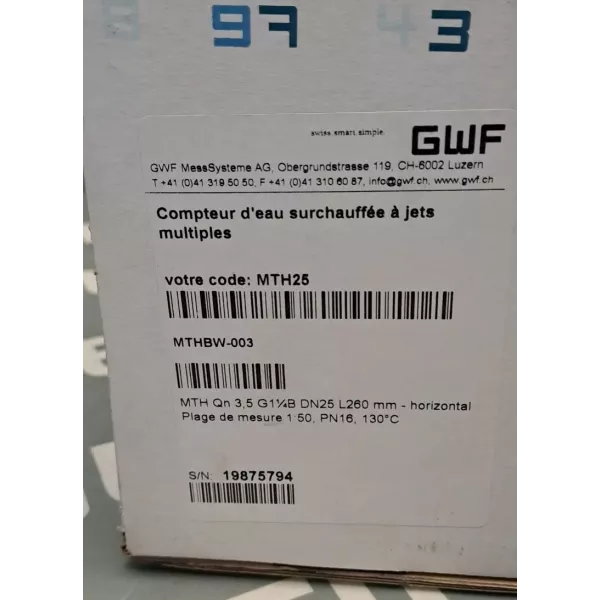 97 43
swiss.smart.simple.
GWF
GWF MessSysteme AG, Obergrundstrasse 119, CH-6002 Luzern
T +41 (0)41 319 50 50, F +41 (0)41 310 60 87, info@gwf.ch, www.gwf.ch
Compteur d'eau surchauffée à jets
multiples
votre code: MTH25
MTHBW-003
MTH Qn 3,5 G1¼B DN25 L260 mm - horizontal
Plage de mesure 1:50, PN16, 130°C
S/N: 19875794